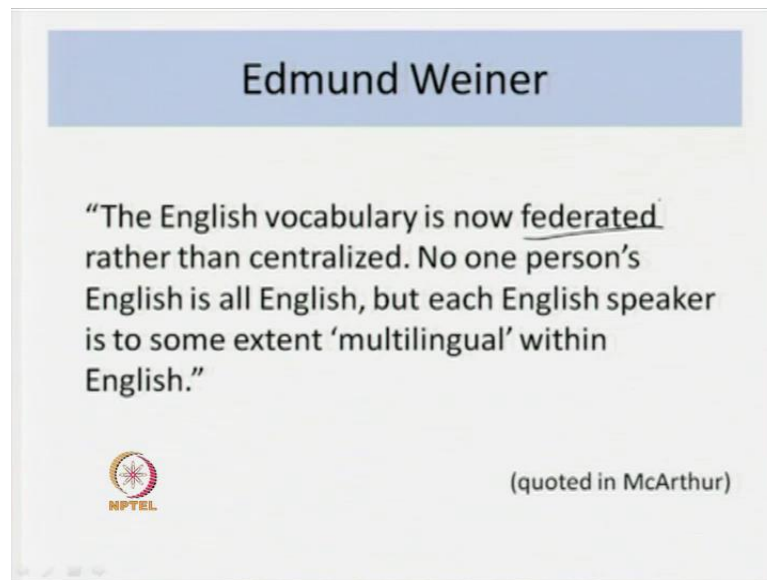 Edmund Weiner
“The English vocabulary is now federated
rather than centralized. No one person’s
English is all English, but each English speaker
is to some extent ‘multilingual’ within
English.”
(quoted in McArthur)
NPTEL